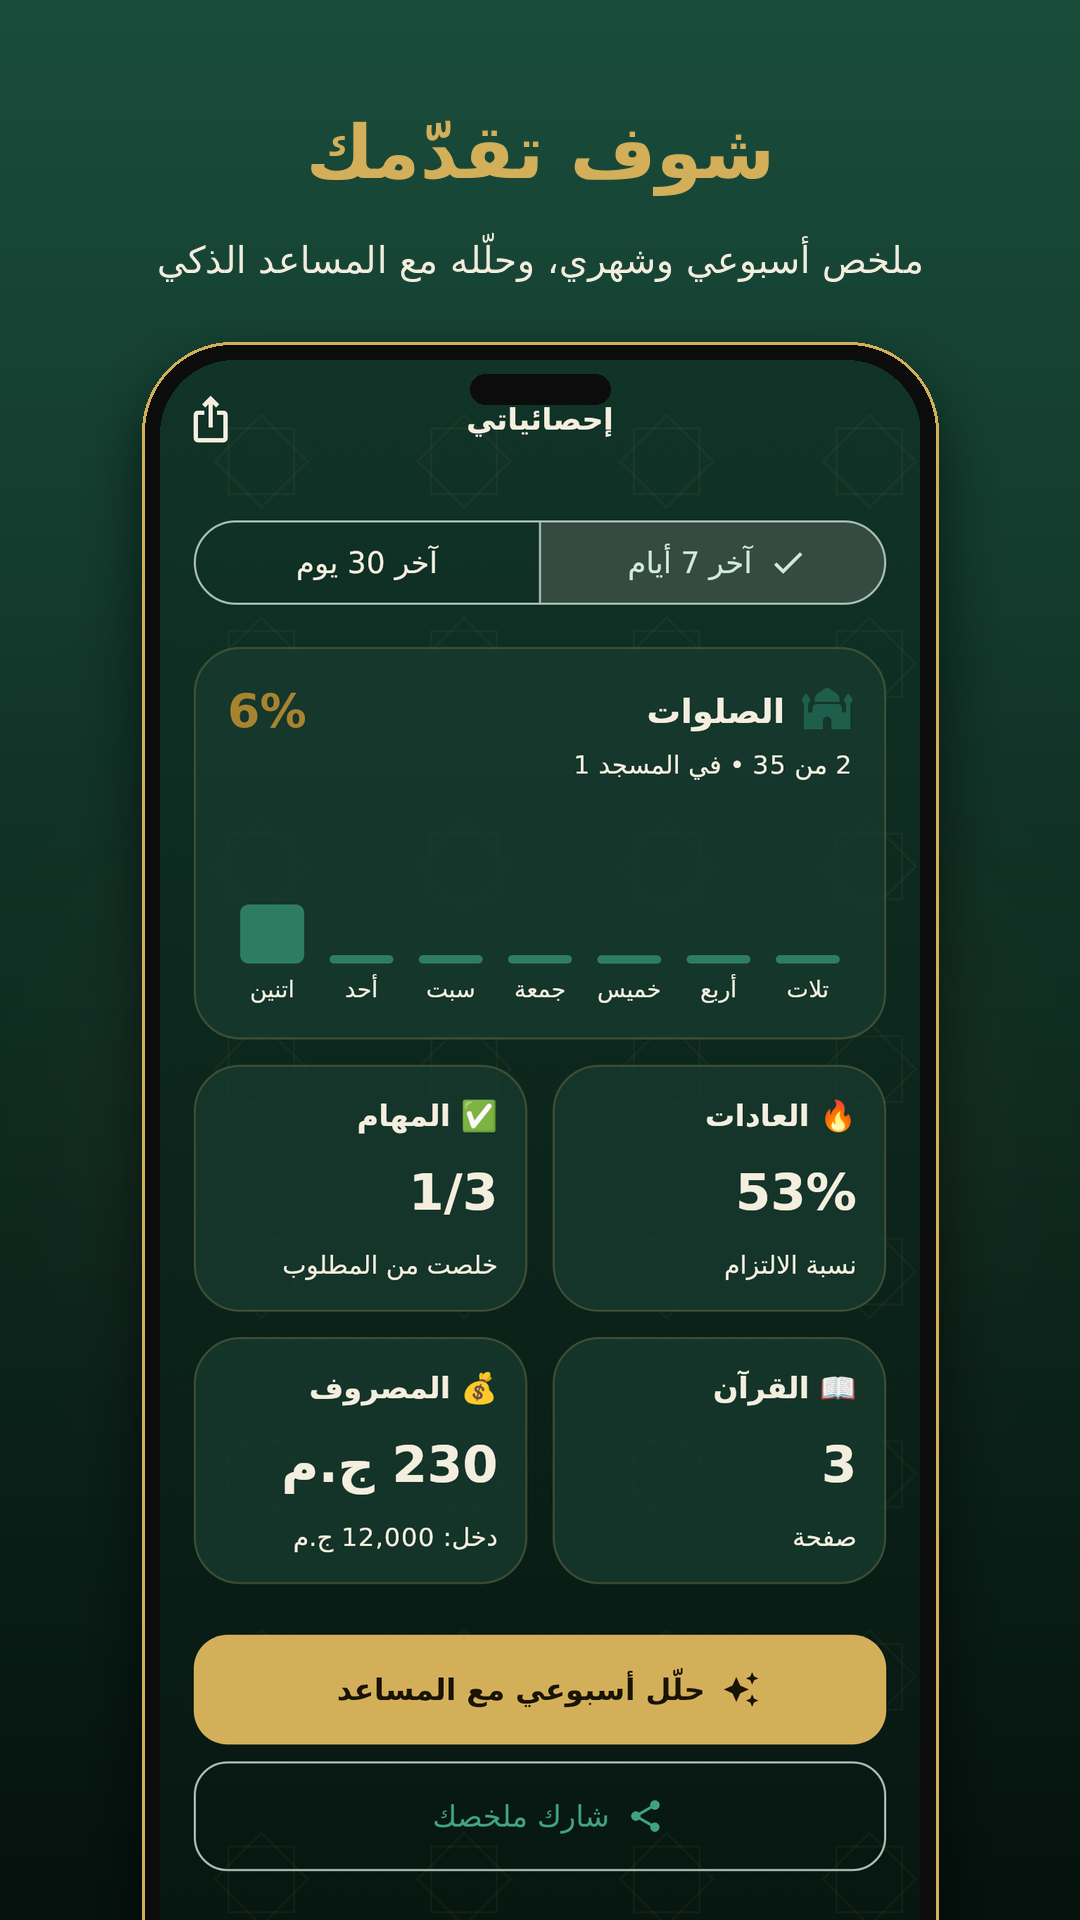 شوف تقدّمك
ملخص أسبوعي وشهري، وحلّله مع المساعد الذكي
إحصائياتي
آخر 7 أيام
آخر 30 يوم
الصلوات
6%
2 من 35 • في المسجد 1
تلات أربع خميس جمعة سبت أحد اتنين
العادات
53%
نسبة الالتزام
المهام
1/3
خلصت من المطلوب
القرآن
3
صفحة
المصروف
230 ج.م
دخل: 12,000 ج.م
حلّل أسبوعي مع المساعد
شارك ملخصك